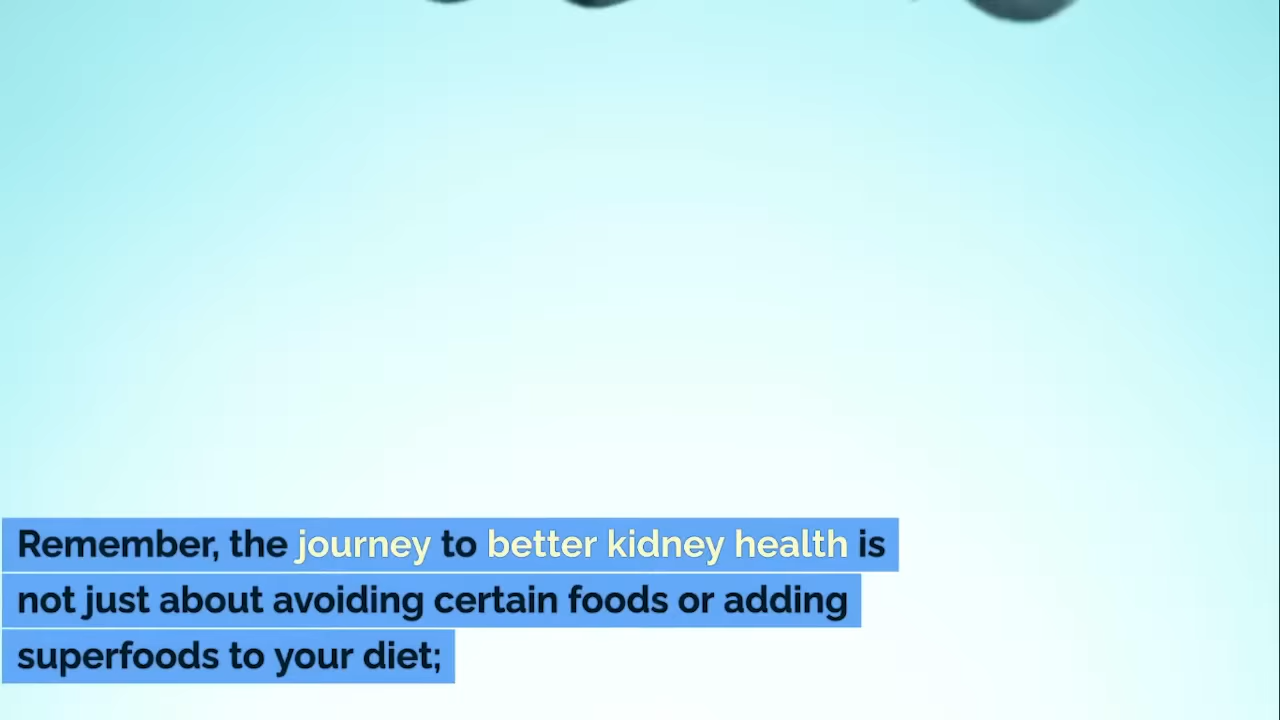 Remember, the journey to better kidney health is
not just about avoiding certain foods or adding
superfoods to your diet;